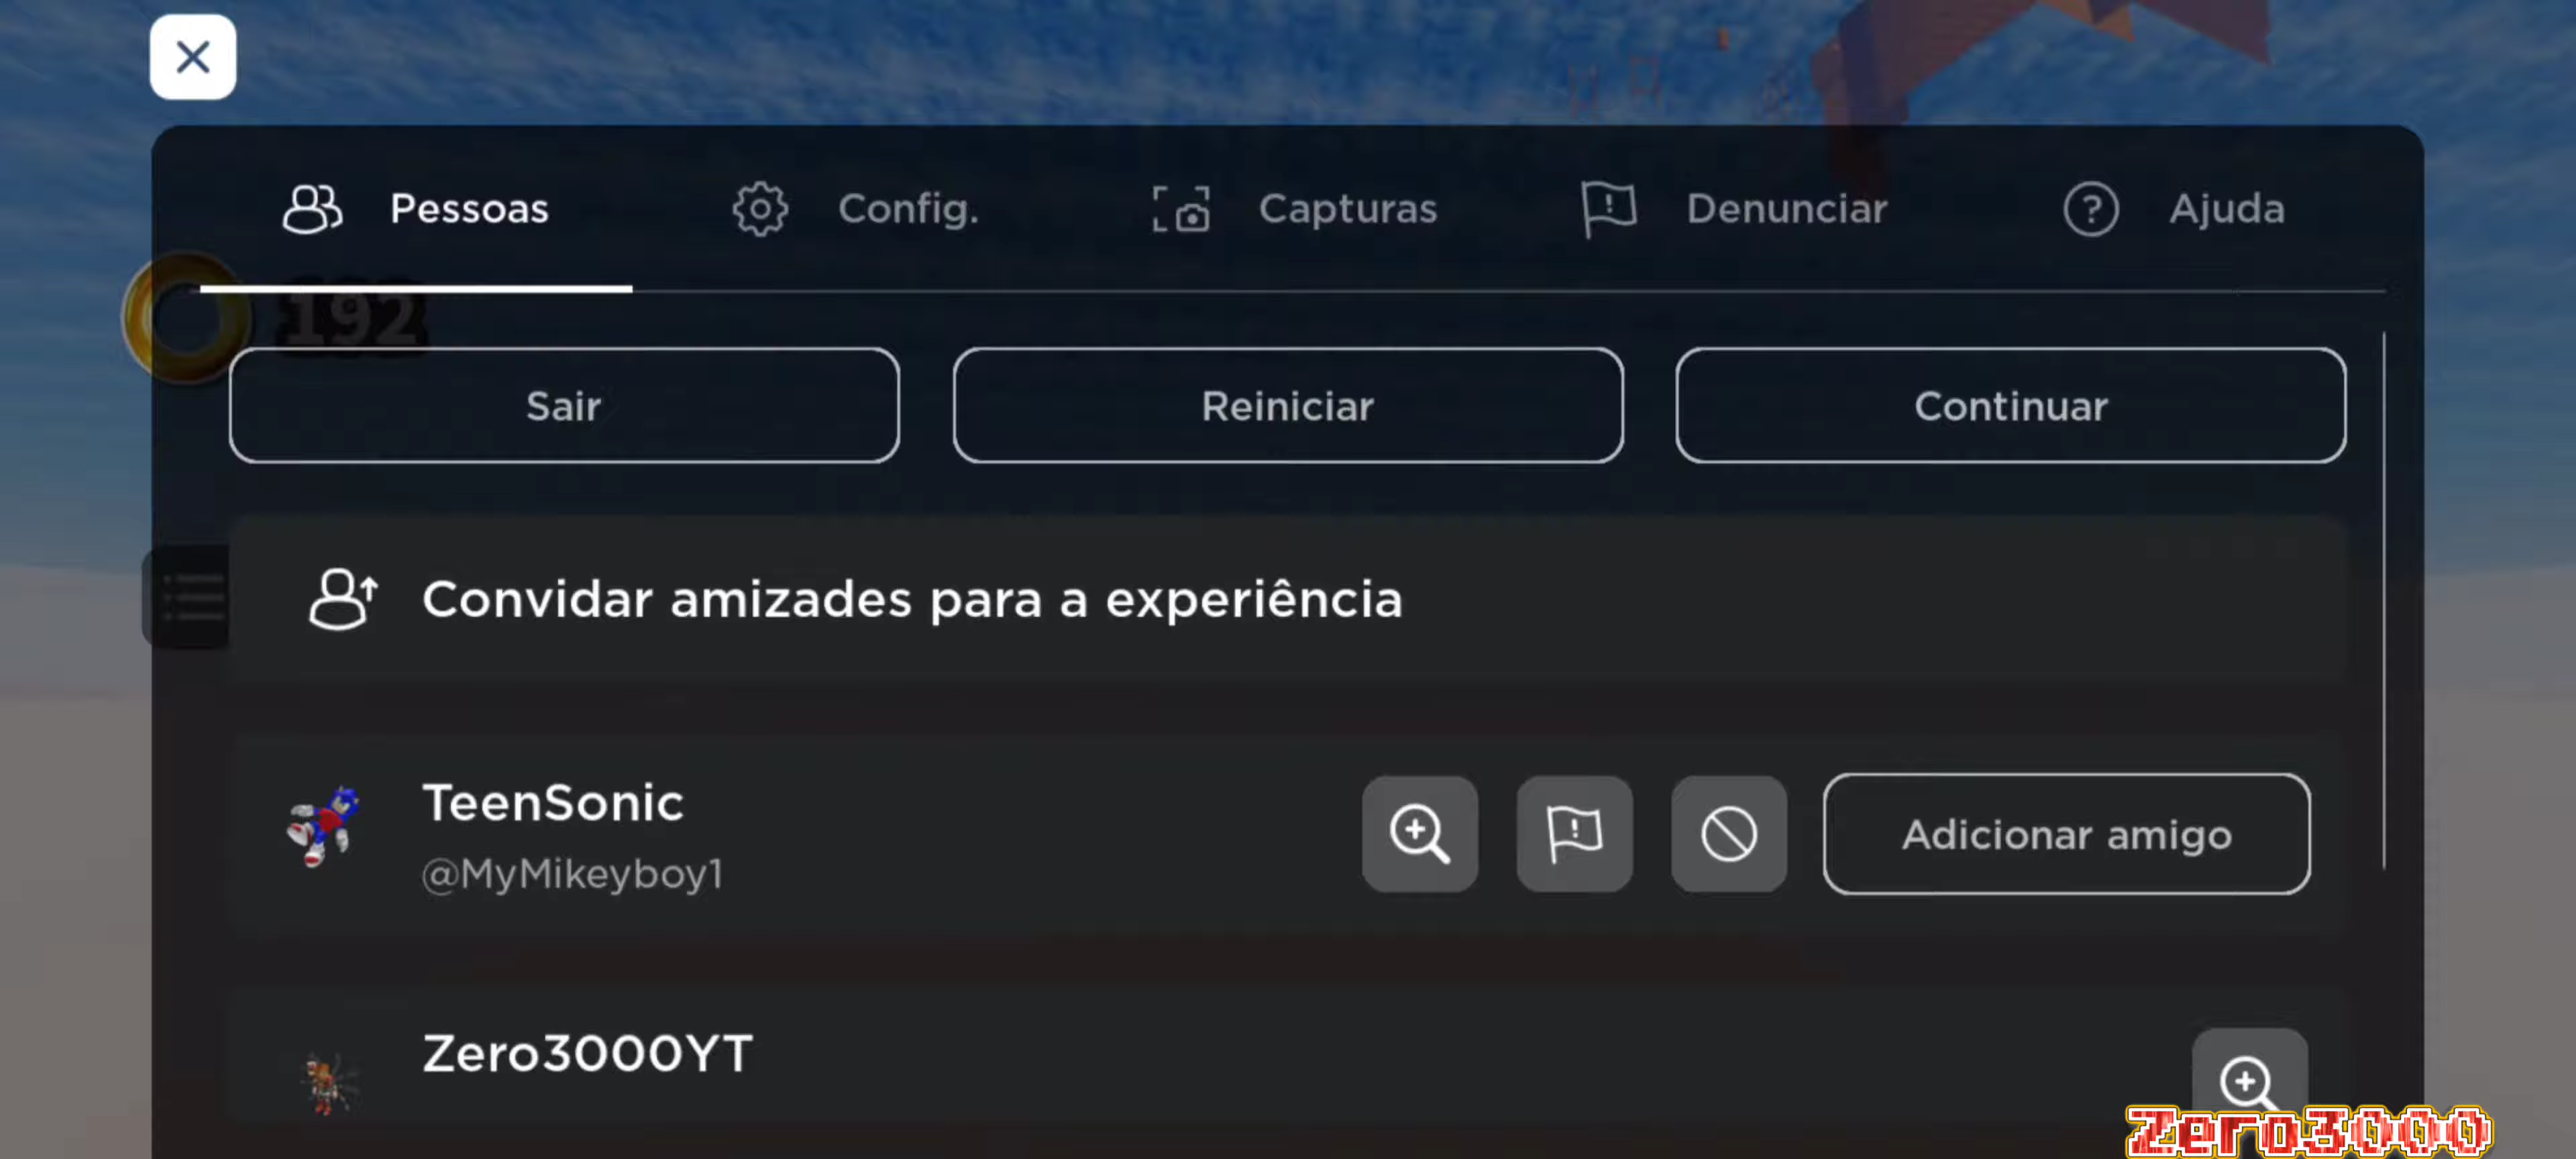 Pessoas
Config.
Capturas
Denunciar
Ajuda
192
Sair
Reiniciar
Continuar
Convidar amizades para a experiência
TeenSonic
@MyMikeyboy1
Adicionar amigo
Zero3000YT
Zero3000